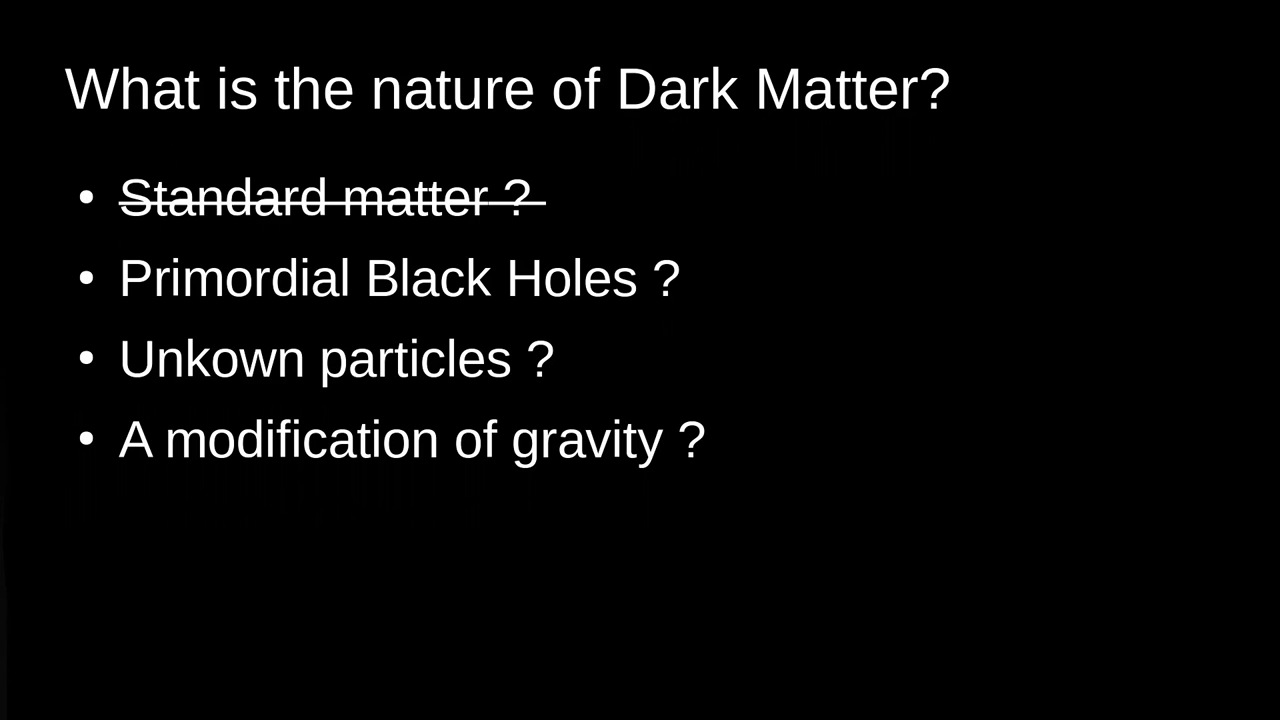 What is the nature of Dark Matter?
• Standard matter ?
• Primordial Black Holes ?
• Unkown particles ?
• A modification of gravity ?